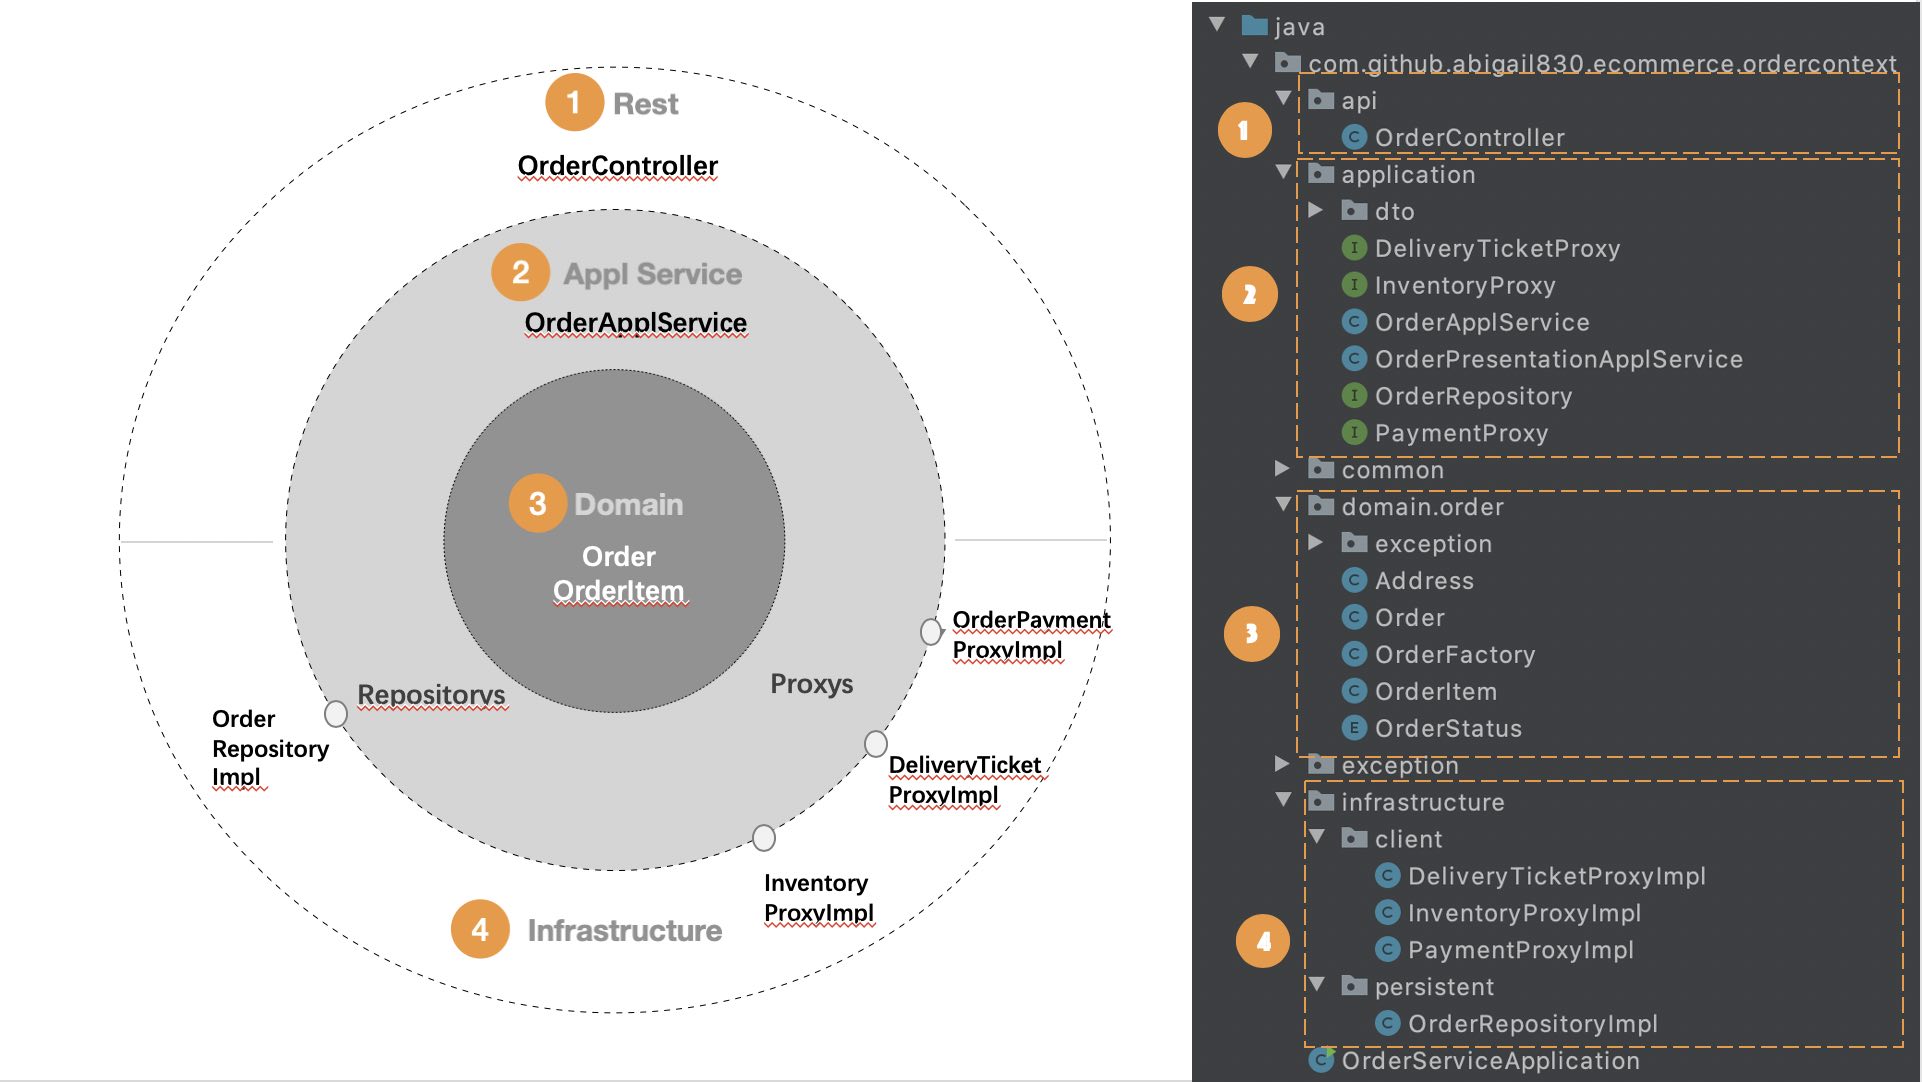 1 Rest
OrderController
2 Appl Service
OrderApplService
3 Domain
Order
OrderItem
Repositorys
Proxys
Order
Repository
Impl
OrderPayment
ProxyImpl
DeliveryTicket
ProxyImpl
Inventory
ProxyImpl
4 Infrastructure
java
com.github.abigail830.ecommerce.ordercontext
1
api
C OrderController
2
application
dto
I DeliveryTicketProxy
I InventoryProxy
C OrderApplService
C OrderPresentationApplService
I OrderRepository
I PaymentProxy
common
3
domain.order
exception
C Address
C Order
C OrderFactory
C OrderItem
E OrderStatus
exception
4
infrastructure
client
C DeliveryTicketProxyImpl
C InventoryProxyImpl
C PaymentProxyImpl
persistent
C OrderRepositoryImpl
C OrderServiceApplication